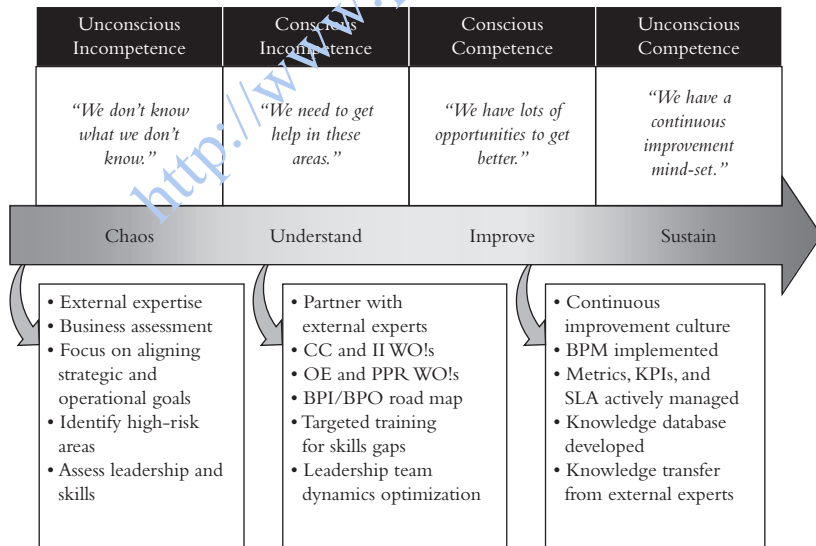 Unconscious
Incompetence
Conscious
Incompetence
Conscious
Competence
Unconscious
Competence
“We don’t know
what we don’t
know.”
“We need to get
help in these
areas.”
“We have lots of
opportunities to get
better.”
“We have a
continuous
improvement
mind-set.”
http://www.
Chaos
Understand
Improve
Sustain
• External expertise
• Business assessment
• Focus on aligning
strategic and
operational goals
• Identify high-risk
areas
• Assess leadership and
skills
• Partner with
external experts
• CC and II WO!s
• OE and PPR WO!s
• BPI/BPO road map
• Targeted training
for skills gaps
• Leadership team
dynamics optimization
• Continuous
improvement culture
• BPM implemented
• Metrics, KPIs, and
SLA actively managed
• Knowledge database
developed
• Knowledge transfer
from external experts